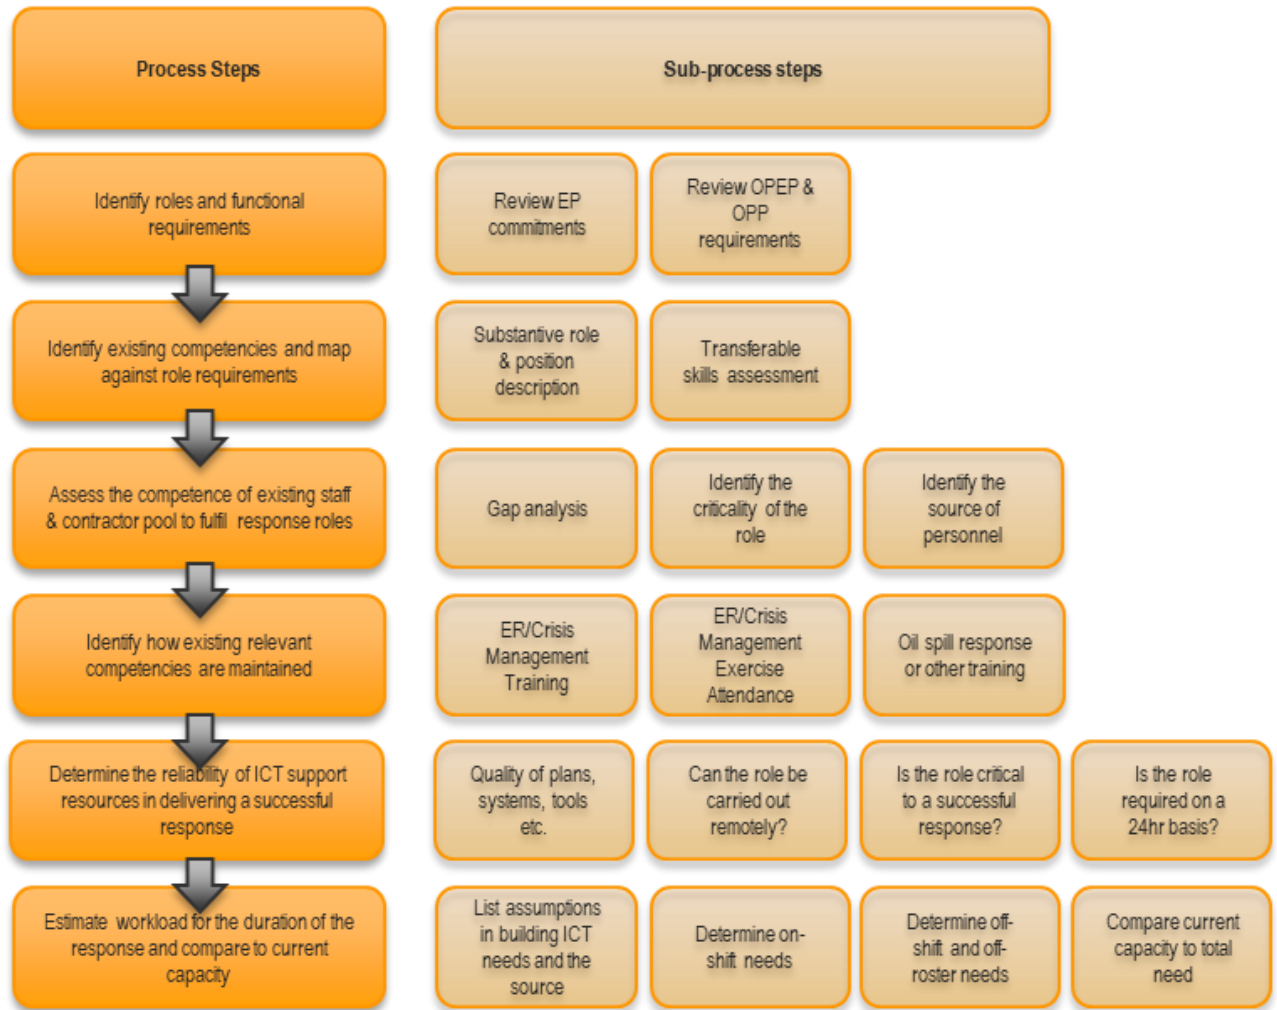 Process Steps
Sub-process steps
Identify roles and functional
requirements
Review EP
commitments
Review OPEP &
OPP
requirements
Identify existing competencies and map
against role requirements
Substantive role
& position
description
Transferable
skills assessment
Assess the competence of existing staff
& contractor pool to fulfil response roles
Gap analysis
Identify the
criticality of the
role
Identify the
source of
personnel
Identify how existing relevant
competencies are maintained
ER/Crisis
Management
Training
ER/Crisis
Management
Exercise
Attendance
Oil spill response
or other training
Determine the reliability of ICT support
resources in delivering a successful
response
Quality of plans,
systems, tools
etc.
Can the role be
carried out
remotely?
Is the role critical
to a successful
response?
Is the role
required on a
24hr basis?
Estimate workload for the duration of the
response and compare to current
capacity
List assumptions
in building ICT
needs and the
source
Determine on-
shift needs
Determine off-
shift and off-
roster needs
Compare current
capacity to total
need